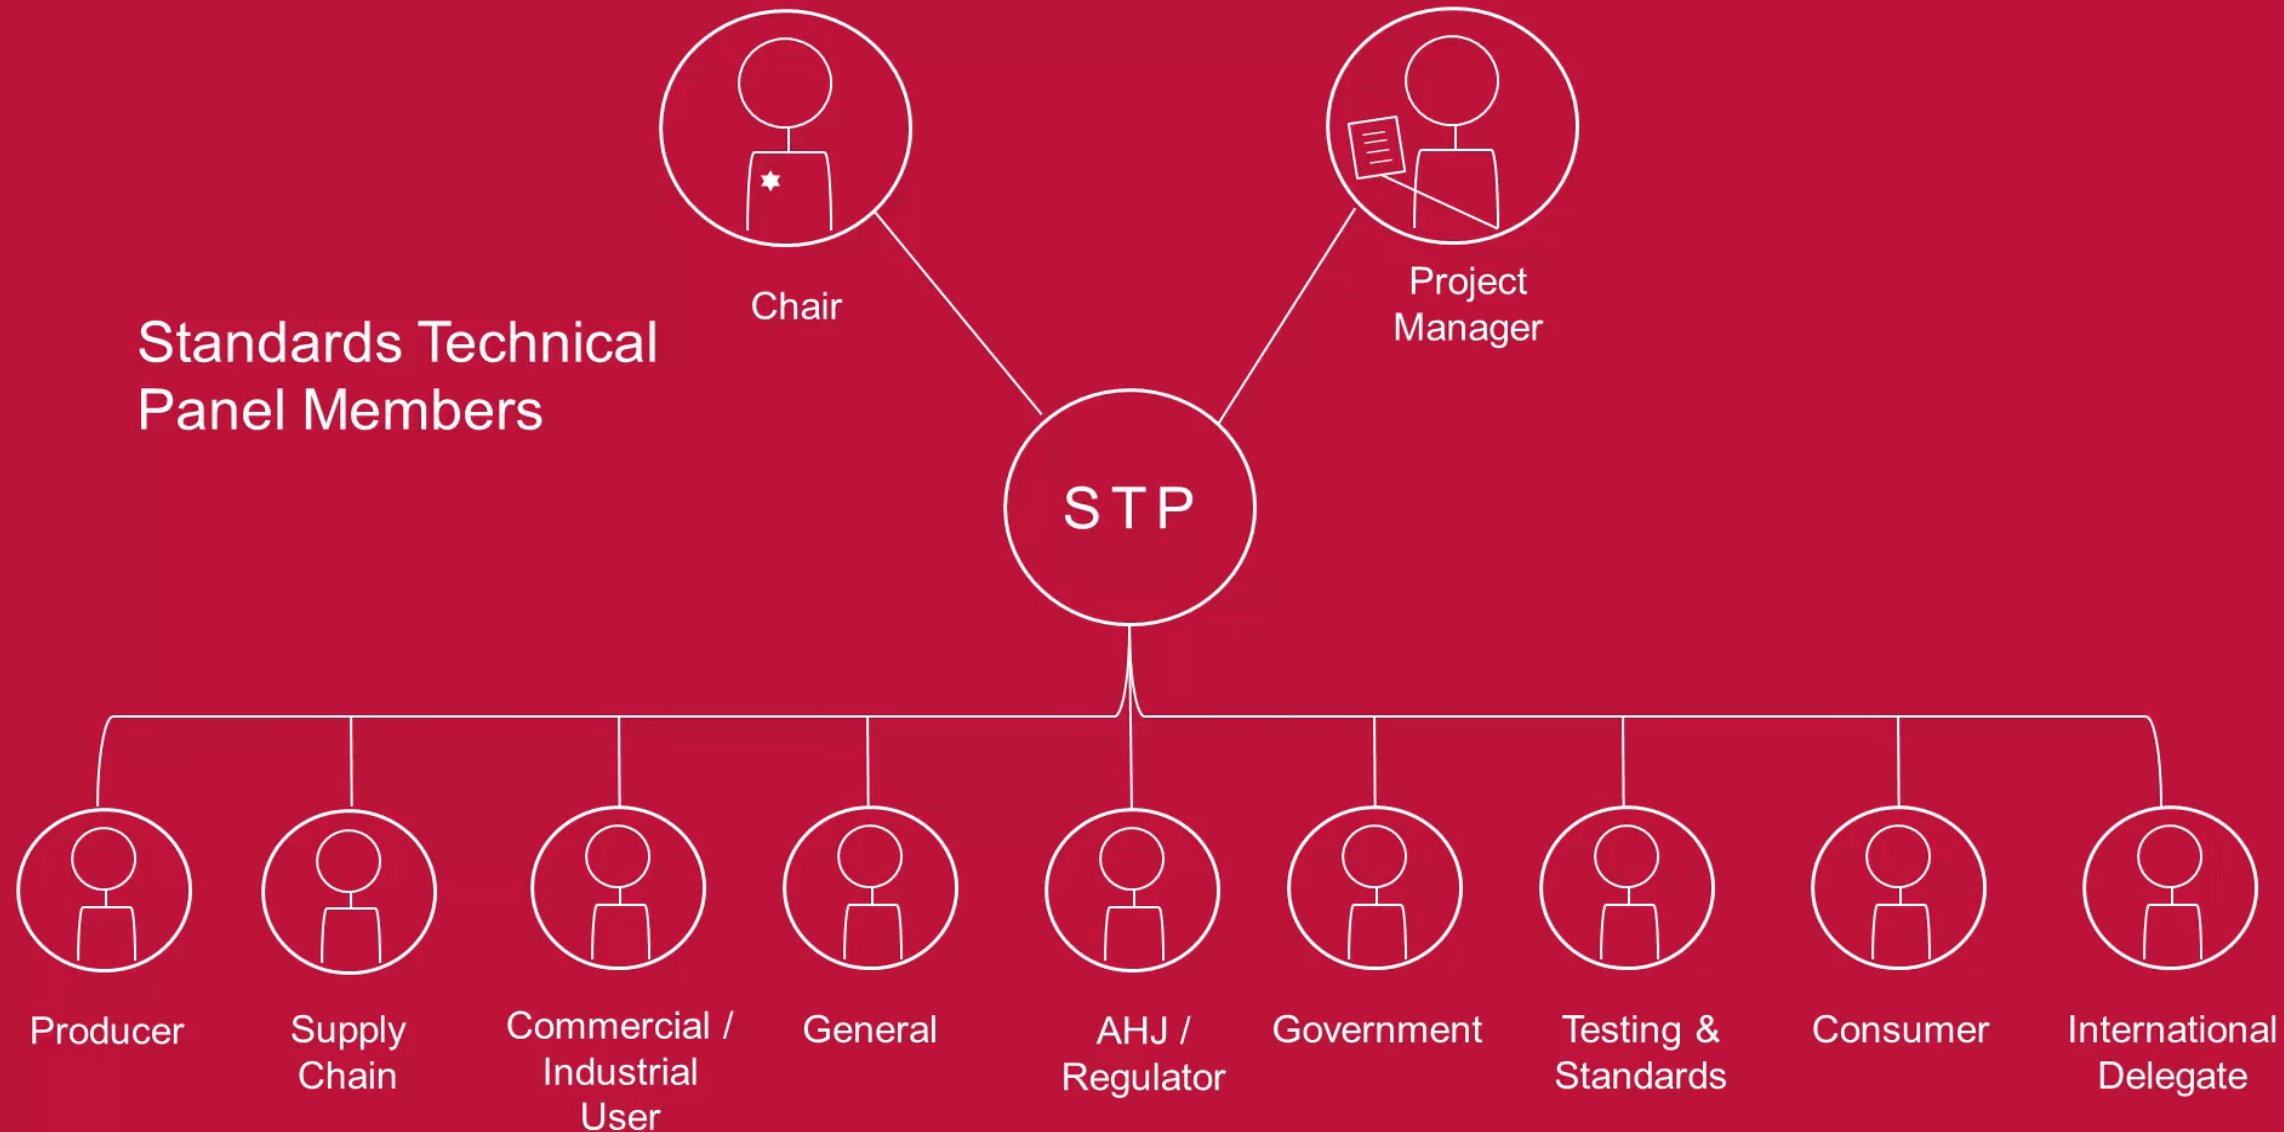 Chair
Project
Manager
Standards Technical
Panel Members
STP
Producer
Supply
Chain
Commercial /
Industrial
User
General
AHJ /
Regulator
Government
Testing &
Standards
Consumer
International
Delegate